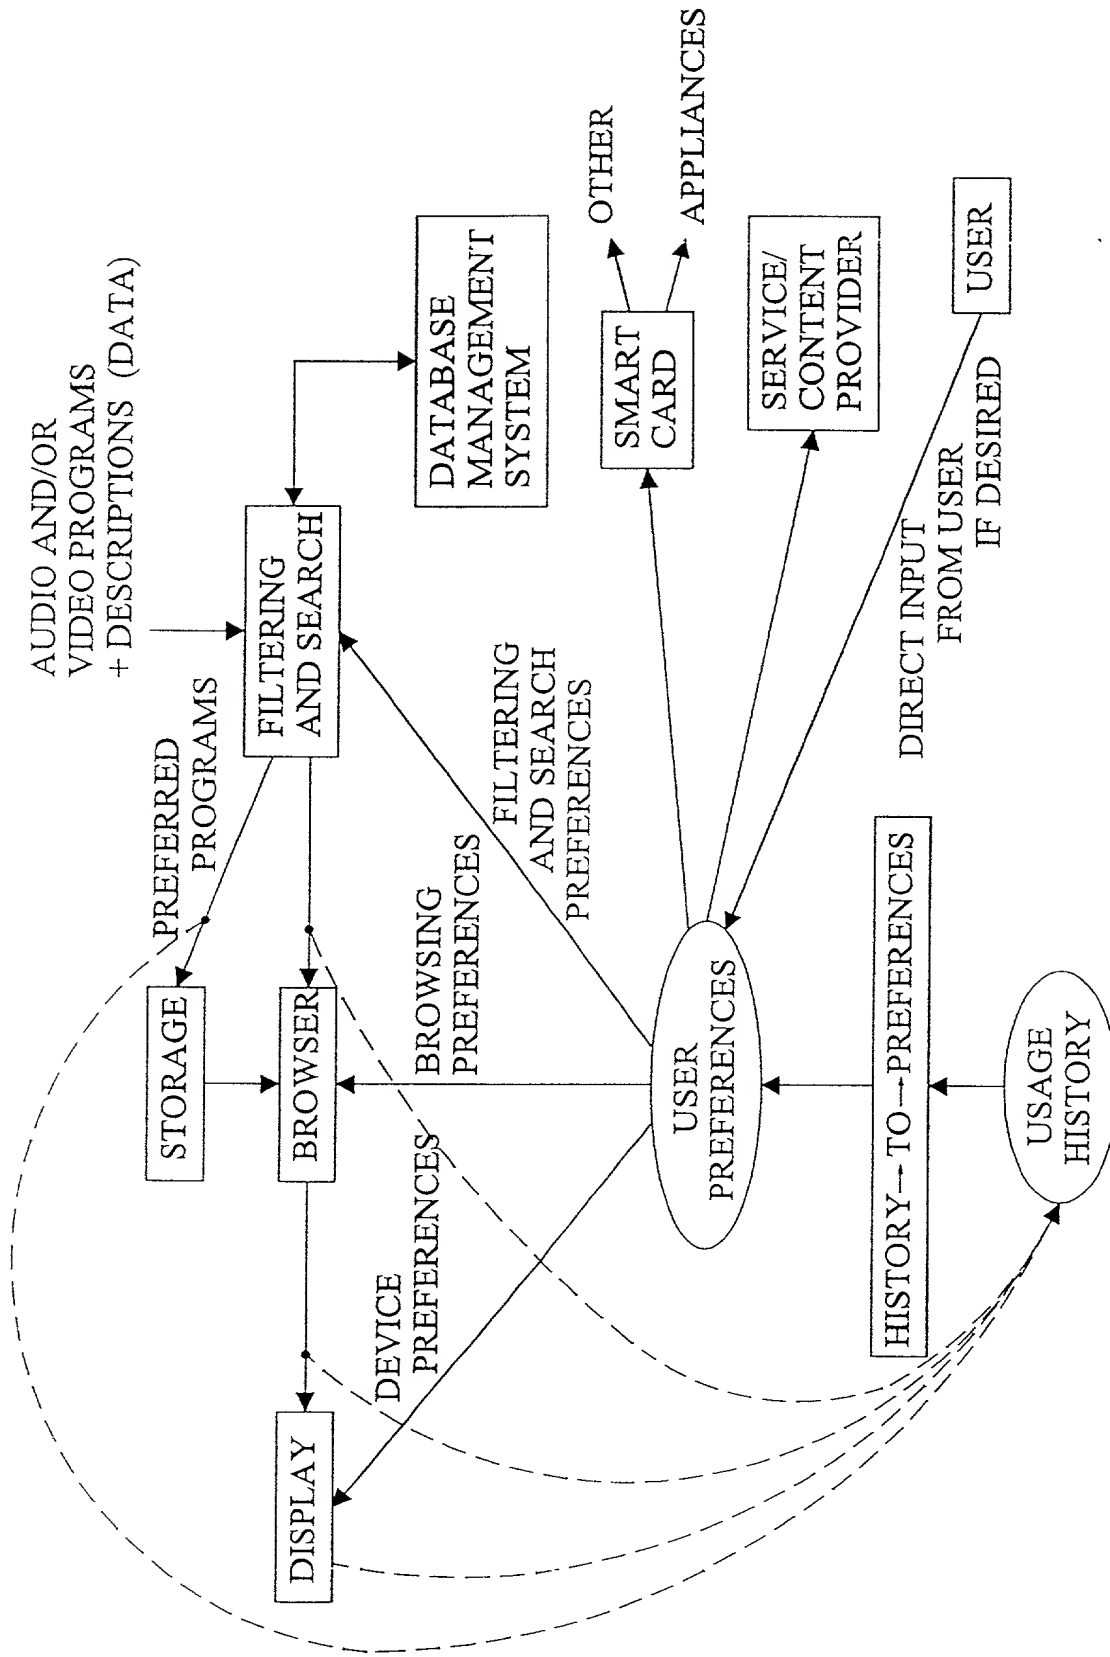 AUDIO AND/OR
VIDEO PROGRAMS
+ DESCRIPTIONS (DATA)
PREFERRED
PROGRAMS
STORAGE
FILTERING
AND SEARCH
DISPLAY
BROWSER
DATABASE
MANAGEMENT
SYSTEM
DEVICE
PREFERENCES
BROWSING
PREFERENCES
FILTERING
AND SEARCH
PREFERENCES
SMART
CARD
OTHER
APPLIANCES
USER
PREFERENCES
SERVICE/
CONTENT
PROVIDER
DIRECT INPUT
FROM USER
IF DESIRED
USER
HISTORY→TO→PREFERENCES
USAGE
HISTORY